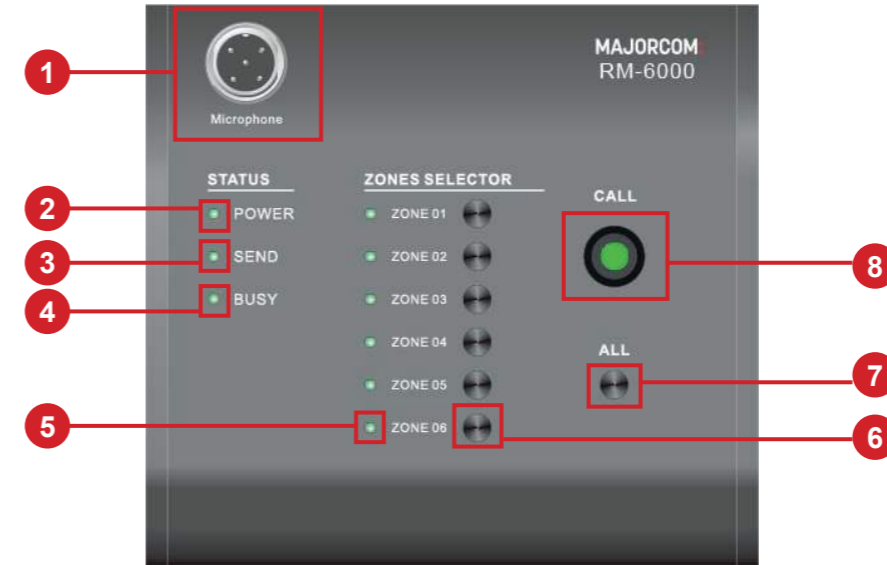 1
MAJORCOM:
RM-6000
Microphone
STATUS
ZONES SELECTOR
CALL
2
POWER
ZONE 01
3
SEND
ZONE 02
8
4
BUSY
ZONE 03
ZONE 04
ALL
ZONE 05
7
5
ZONE 06
6